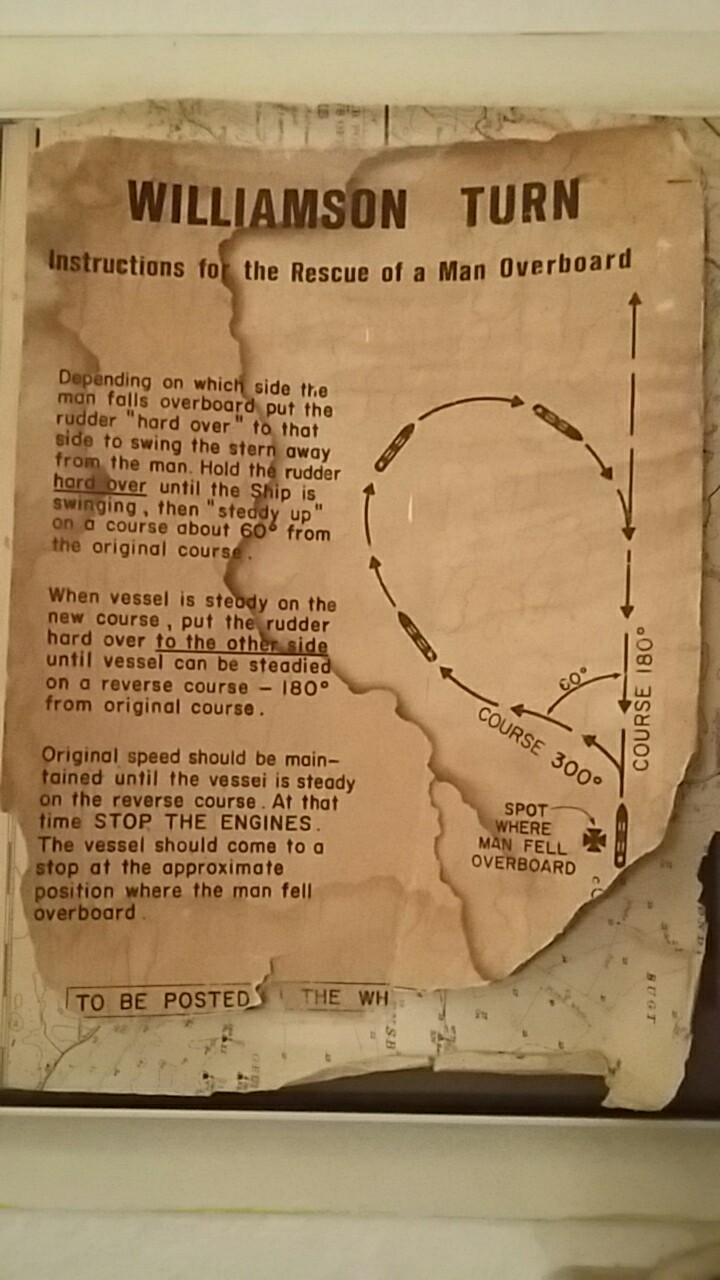 WILLIAMSON TURN
Instructions for the Rescue of a Man Overboard
Depending on which side the
man falls overboard put the
rudder "hard over" to that
side to swing the stern away
from the man. Hold the rudder
hard over until the Ship is
swinging, then "steady up"
on a course about 60° from
the original course.
When vessel is steady on the
new course, put the rudder
hard over to the other side
until vessel can be steadied
on a reverse course – 180°
from original course.
Original speed should be main-
tained until the vessel is steady
on the reverse course. At that
time STOP THE ENGINES.
The vessel should come to a
stop at the approximate
position where the man fell
overboard.
60°
COURSE 180°
COURSE 300°
SPOT
WHERE
MAN FELL
OVERBOARD
TO BE POSTED THE WH
BUGT